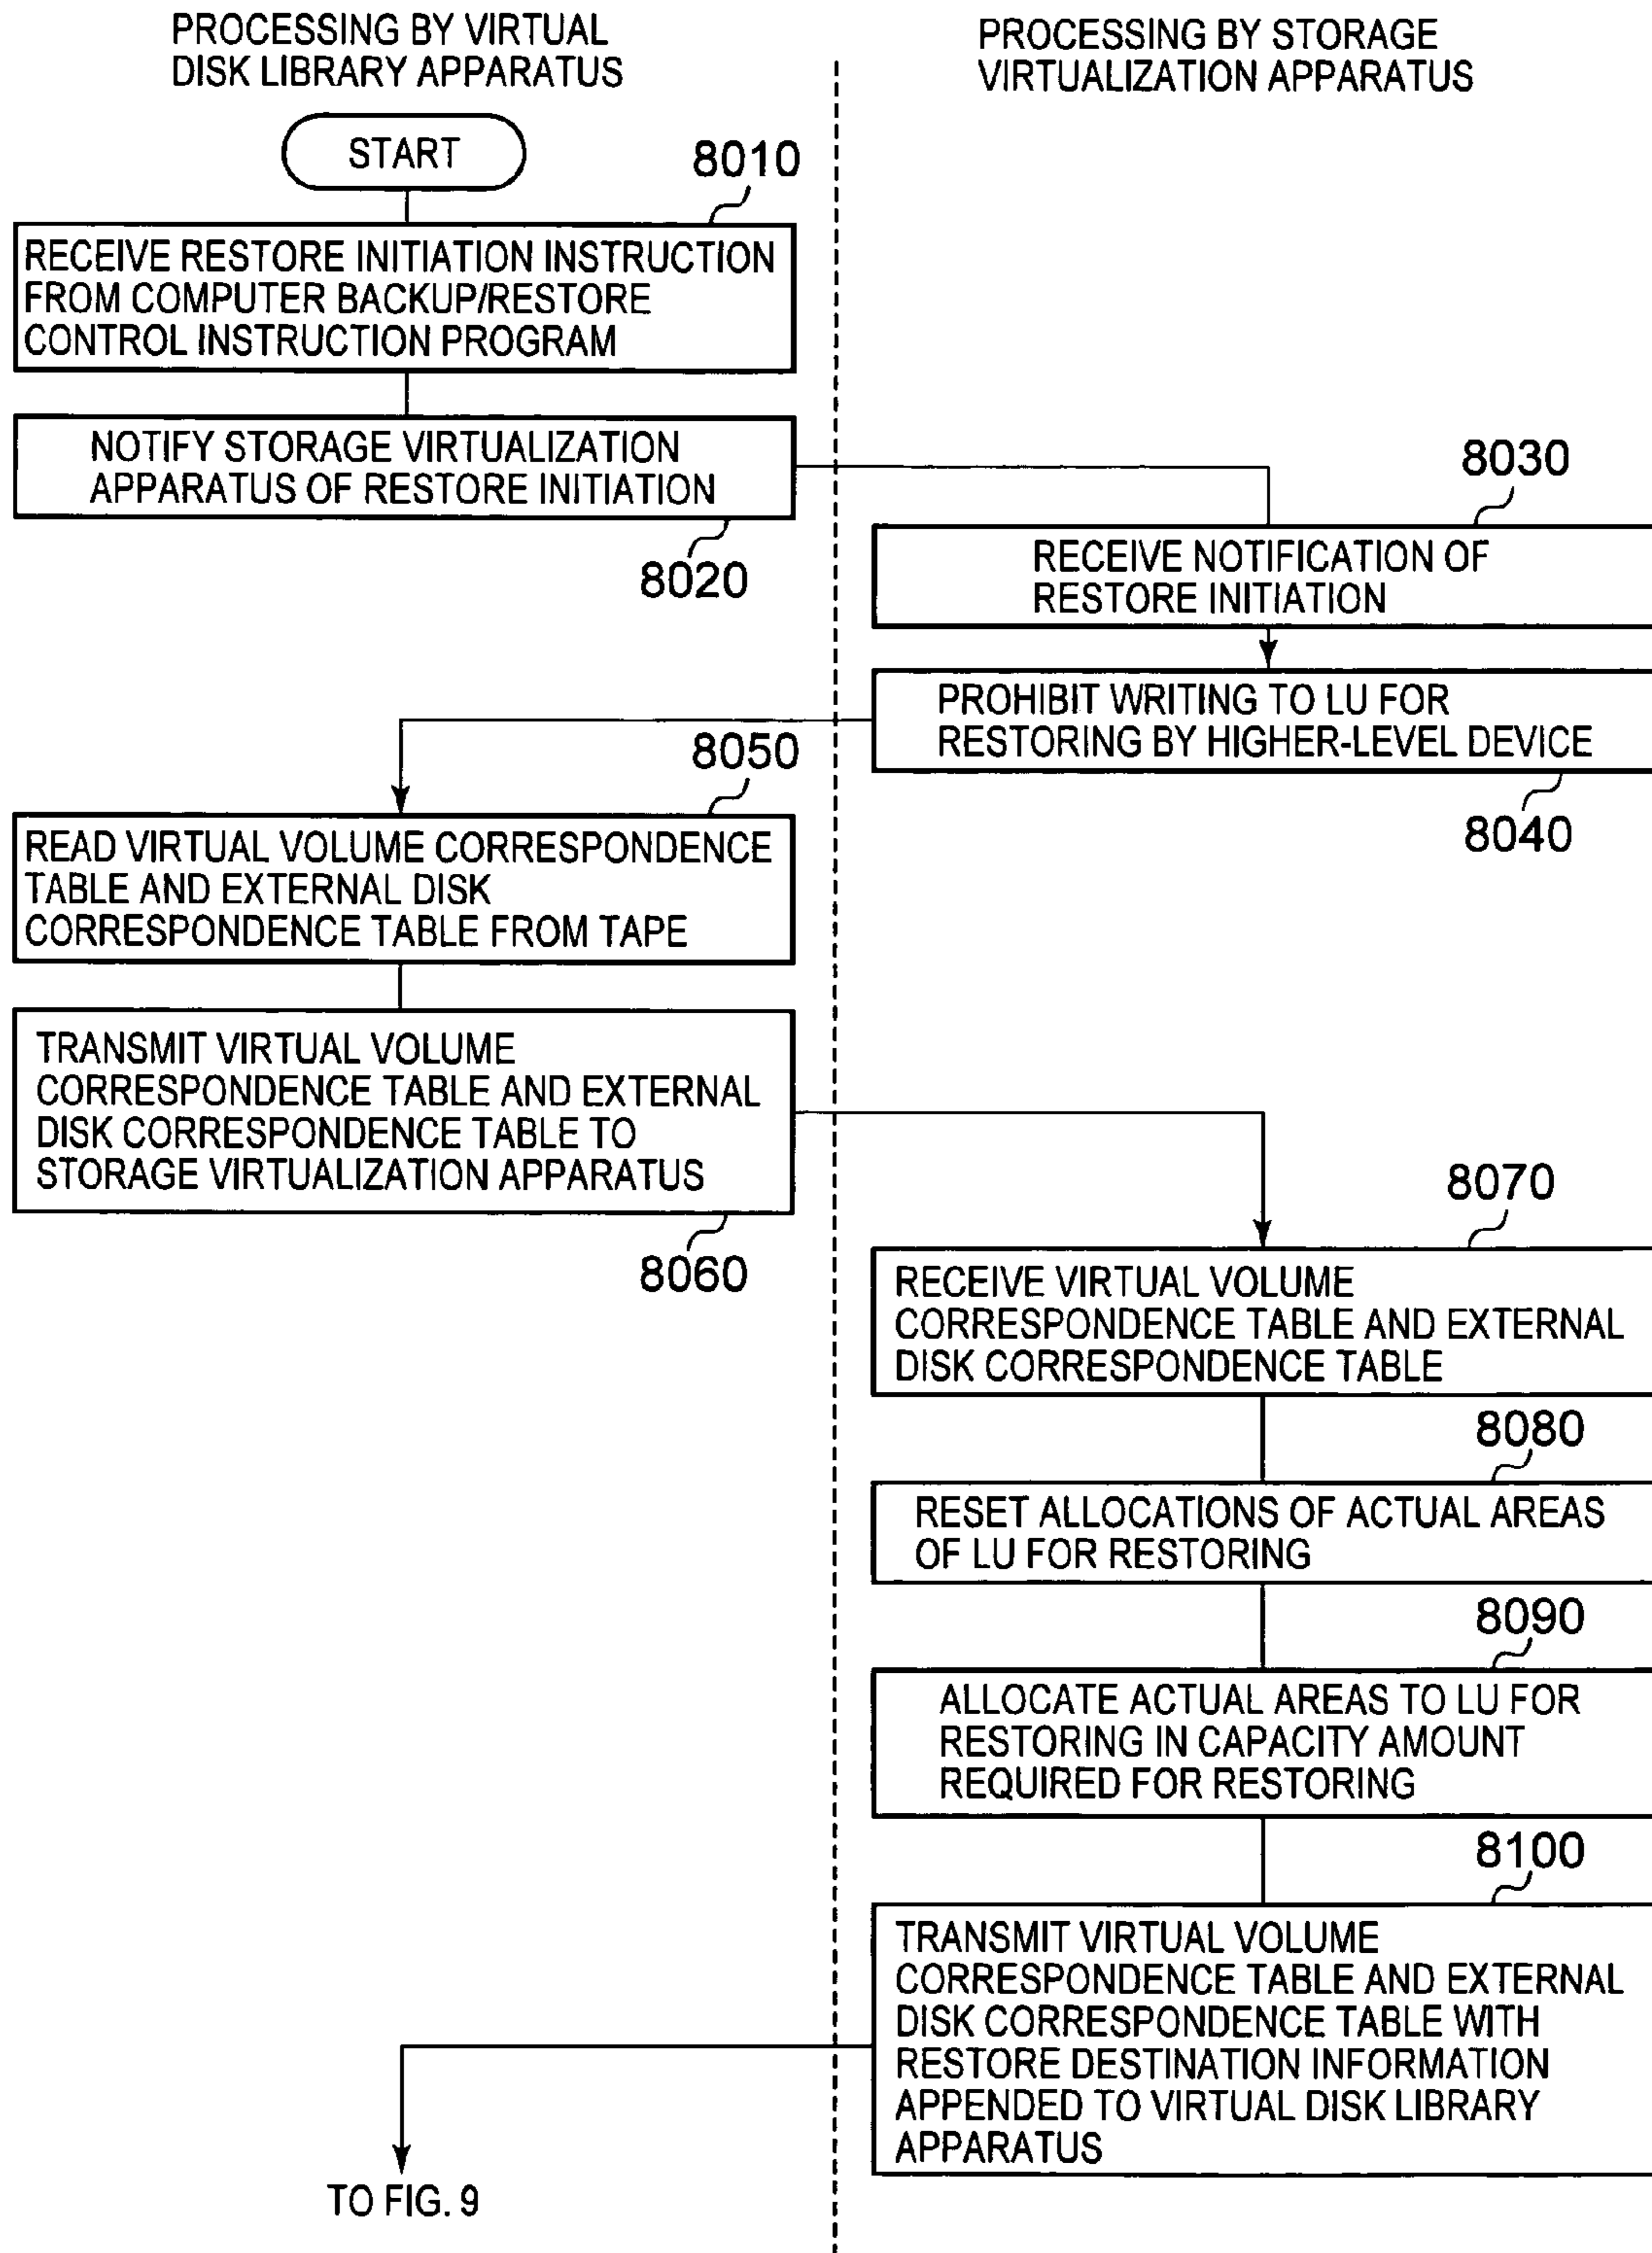 PROCESSING BY VIRTUAL
DISK LIBRARY APPARATUS
PROCESSING BY STORAGE
VIRTUALIZATION APPARATUS
START
8010
RECEIVE RESTORE INITIATION INSTRUCTION
FROM COMPUTER BACKUP/RESTORE
CONTROL INSTRUCTION PROGRAM
NOTIFY STORAGE VIRTUALIZATION
APPARATUS OF RESTORE INITIATION
8020
8030
RECEIVE NOTIFICATION OF
RESTORE INITIATION
PROHIBIT WRITING TO LU FOR
RESTORING BY HIGHER-LEVEL DEVICE
8040
8050
READ VIRTUAL VOLUME CORRESPONDENCE
TABLE AND EXTERNAL DISK
CORRESPONDENCE TABLE FROM TAPE
TRANSMIT VIRTUAL VOLUME
CORRESPONDENCE TABLE AND EXTERNAL
DISK CORRESPONDENCE TABLE TO
STORAGE VIRTUALIZATION APPARATUS
8060
8070
RECEIVE VIRTUAL VOLUME
CORRESPONDENCE TABLE AND EXTERNAL
DISK CORRESPONDENCE TABLE
8080
RESET ALLOCATIONS OF ACTUAL AREAS
OF LU FOR RESTORING
8090
ALLOCATE ACTUAL AREAS TO LU FOR
RESTORING IN CAPACITY AMOUNT
REQUIRED FOR RESTORING
8100
TRANSMIT VIRTUAL VOLUME
CORRESPONDENCE TABLE AND EXTERNAL
DISK CORRESPONDENCE TABLE WITH
RESTORE DESTINATION INFORMATION
APPENDED TO VIRTUAL DISK LIBRARY
APPARATUS
TO FIG. 9